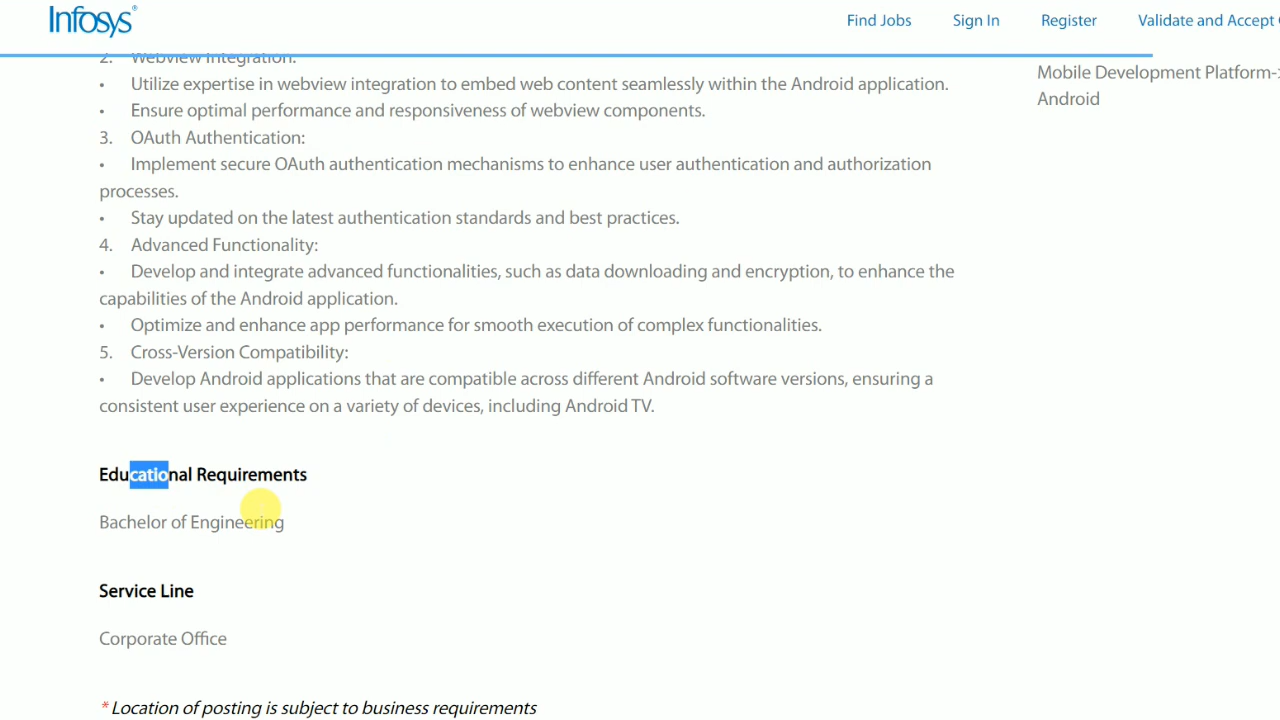 Infosys®
Find Jobs Sign In Register Validate and Accept
2. Webview Integration:
• Utilize expertise in webview integration to embed web content seamlessly within the Android application.
Mobile Development Platform-
Android
• Ensure optimal performance and responsiveness of webview components.
3. OAuth Authentication:
• Implement secure OAuth authentication mechanisms to enhance user authentication and authorization
processes.
• Stay updated on the latest authentication standards and best practices.
4. Advanced Functionality:
• Develop and integrate advanced functionalities, such as data downloading and encryption, to enhance the
capabilities of the Android application.
• Optimize and enhance app performance for smooth execution of complex functionalities.
5. Cross-Version Compatibility:
• Develop Android applications that are compatible across different Android software versions, ensuring a
consistent user experience on a variety of devices, including Android TV.
Educational Requirements
Bachelor of Engineering
Service Line
Corporate Office
* Location of posting is subject to business requirements